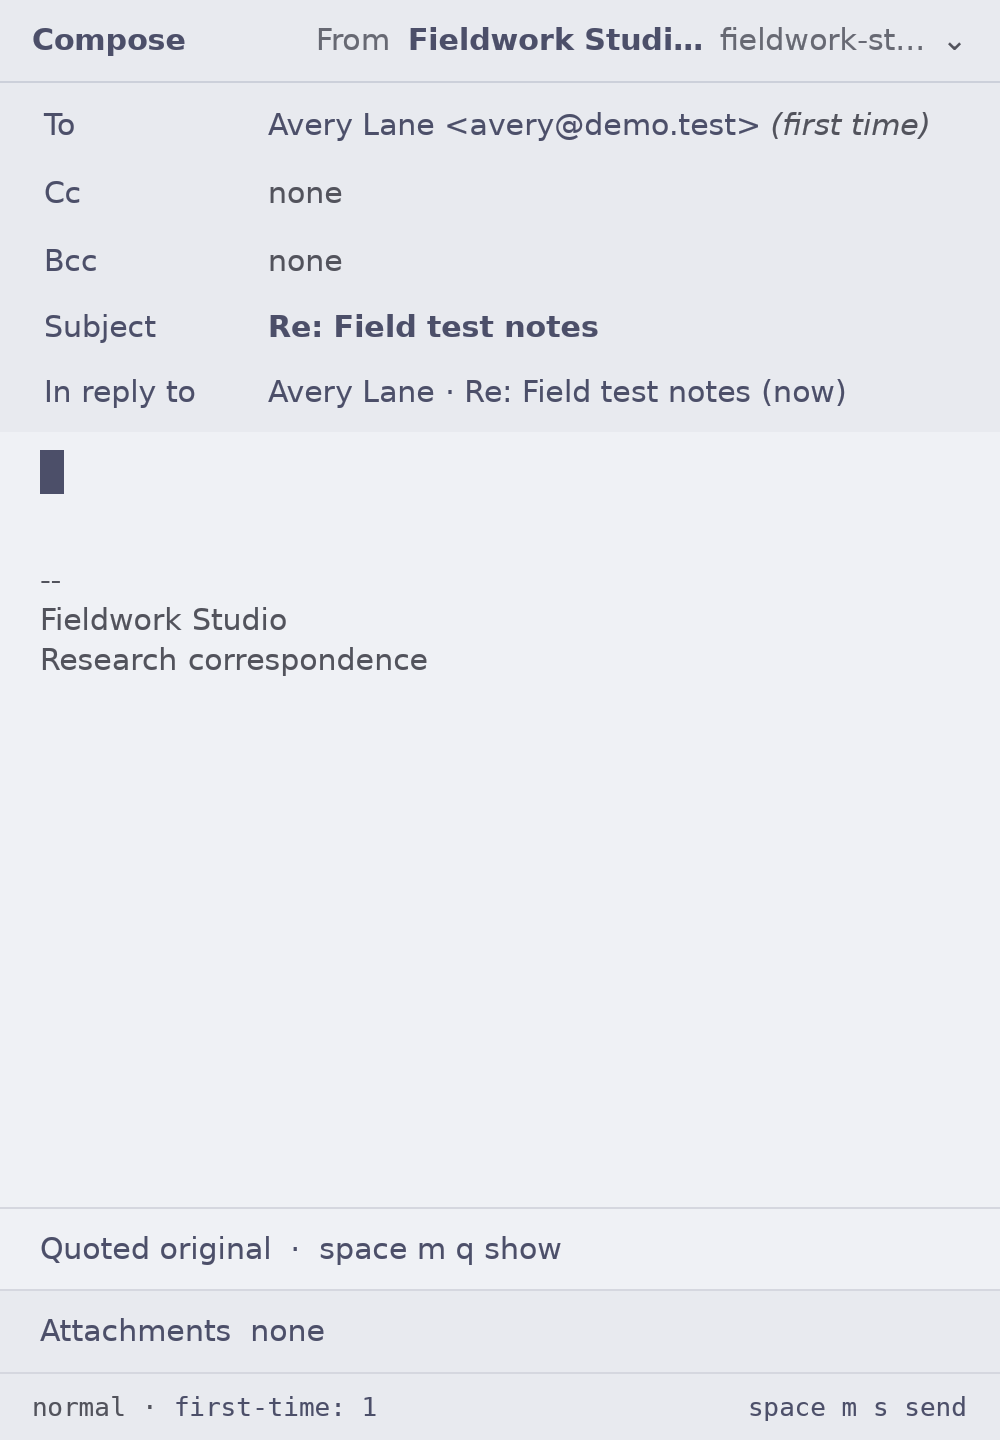 Compose From Fieldwork Studi… fieldwork-st…
To Avery Lane <avery@demo.test> (first time)
Cc none
Bcc none
Subject Re: Field test notes
In reply to Avery Lane · Re: Field test notes (now)
--
Fieldwork Studio
Research correspondence
Quoted original · space m q show
Attachments none
normal · first-time: 1 space m s send